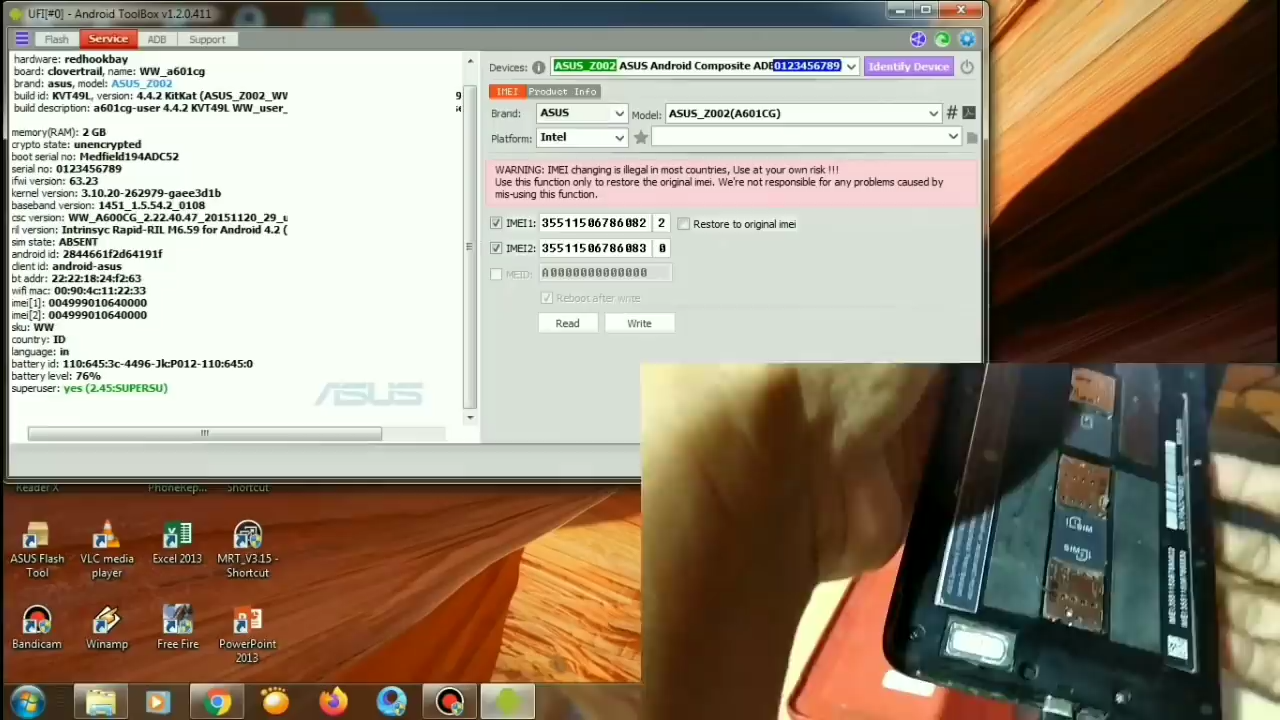 UFI[#0] - Android ToolBox v1.2.0.411
Flash Service ADB Support
hardware: redhookbay
board: clovertrail, name: WW_a601cg
brand: asus, model: ASUS_Z002
build id: KVT49L, version: 4.4.2 KitKat (ASUS_Z002_WV
build description: a601cg-user 4.4.2 KVT49L WW_user_
memory(RAM): 2 GB
crypto state: unencrypted
boot serial no: Medfield194ADC52
serial no: 0123456789
ifwi version: 63.23
kernel version: 3.10.20-262979-gaee3d1b
baseband version: 1451_1.5.54.2_0108
csc version: WW_A600CG_2.22.40.47_20151120_29_u
ril version: Intrinsyc Rapid-RIL M6.59 for Android 4.2 (
sim state: ABSENT
android id: 2844661f2d64191f
client id: android-asus
bt addr: 22:22:18:24:f2:63
wifi mac: 00:90:4c:11:22:33
imei[1]: 004999010640000
imei[2]: 004999010640000
sku: WW
country: ID
language: in
battery id: 110:645:3c-4496-JkcP012-110:645:0
battery level: 76%
superuser: yes (2.45:SUPERSU)
ASUS
Devices: ASUS_Z002 ASUS Android Composite ADB 0123456789 Identify Device
IMEI Product Info
Brand: ASUS Model: ASUS_Z002(A601CG) #
Platform: Intel
WARNING: IMEI changing is illegal in most countries, Use at your own risk !!!
Use this function only to restore the original imei. We're not responsible for any problems caused by
mis-using this function.
IMEI1: 35511506786082 2 Restore to original imei
IMEI2: 35511506786083 0
MEID: A0000000000000
Reboot after write
Read Write
Reader X PhoneRep... Shortcut
ASUS Flash Tool VLC media player Excel 2013 MRT_V3.15 - Shortcut
Bandicam Winamp Free Fire PowerPoint 2013
SIM
SIM